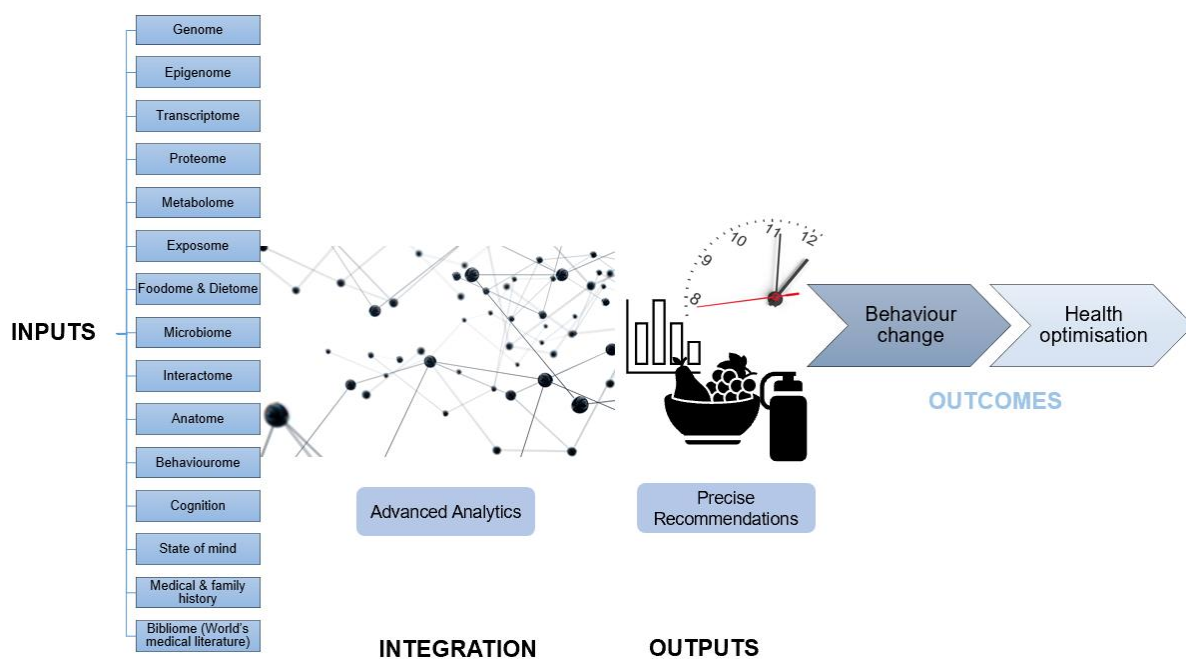 INPUTS
Genome
Epigenome
Transcriptome
Proteome
Metabolome
Exposome
Foodome & Dietome
Microbiome
Interactome
Anatome
Behaviourome
Cognition
State of mind
Medical & family
history
Bibliome (World's
medical literature)
Advanced Analytics
INTEGRATION
8
9
10
11
12
Precise
Recommendations
OUTPUTS
Behaviour
change
Health
optimisation
OUTCOMES